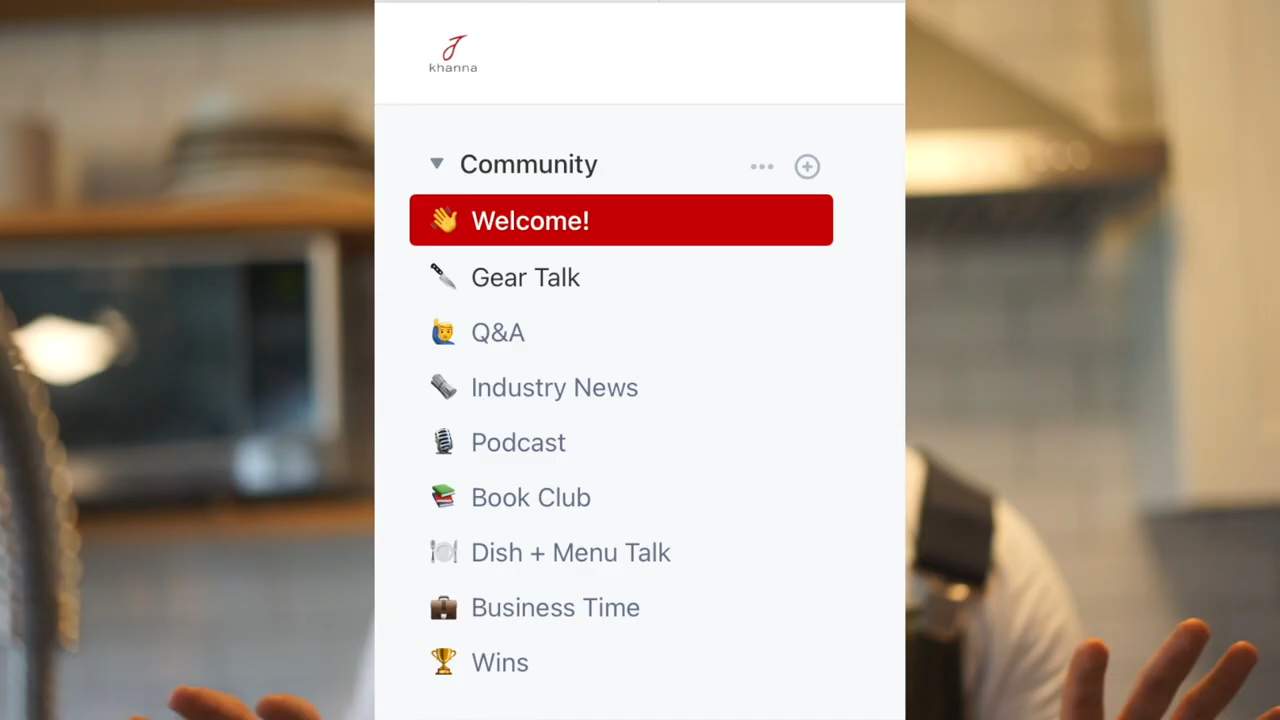 khanna
Community
Welcome!
Gear Talk
Q&A
Industry News
Podcast
Book Club
Dish + Menu Talk
Business Time
Wins